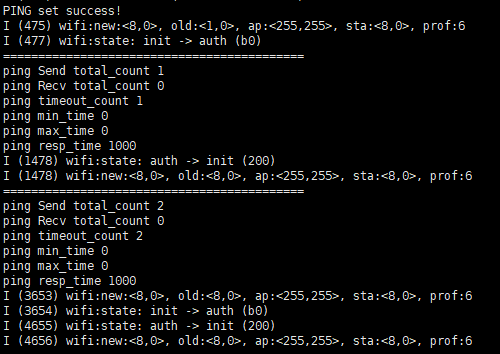 PING set success!
I (475) wifi:new:<8,0>, old:<1,0>, ap:<255,255>, sta:<8,0>, prof:6
I (477) wifi:state: init -> auth (b0)
===========================================
ping Send total_count 1
ping Recv total_count 0
ping timeout_count 1
ping min_time 0
ping max_time 0
ping resp_time 1000
I (1478) wifi:state: auth -> init (200)
I (1478) wifi:new:<8,0>, old:<8,0>, ap:<255,255>, sta:<8,0>, prof:6
===========================================
ping Send total_count 2
ping Recv total_count 0
ping timeout_count 2
ping min_time 0
ping max_time 0
ping resp_time 1000
I (3653) wifi:new:<8,0>, old:<8,0>, ap:<255,255>, sta:<8,0>, prof:6
I (3654) wifi:state: init -> auth (b0)
I (4655) wifi:state: auth -> init (200)
I (4656) wifi:new:<8,0>, old:<8,0>, ap:<255,255>, sta:<8,0>, prof:6